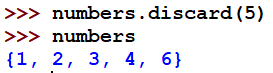 >>> numbers.discard(5)
>>> numbers
{1, 2, 3, 4, 6}